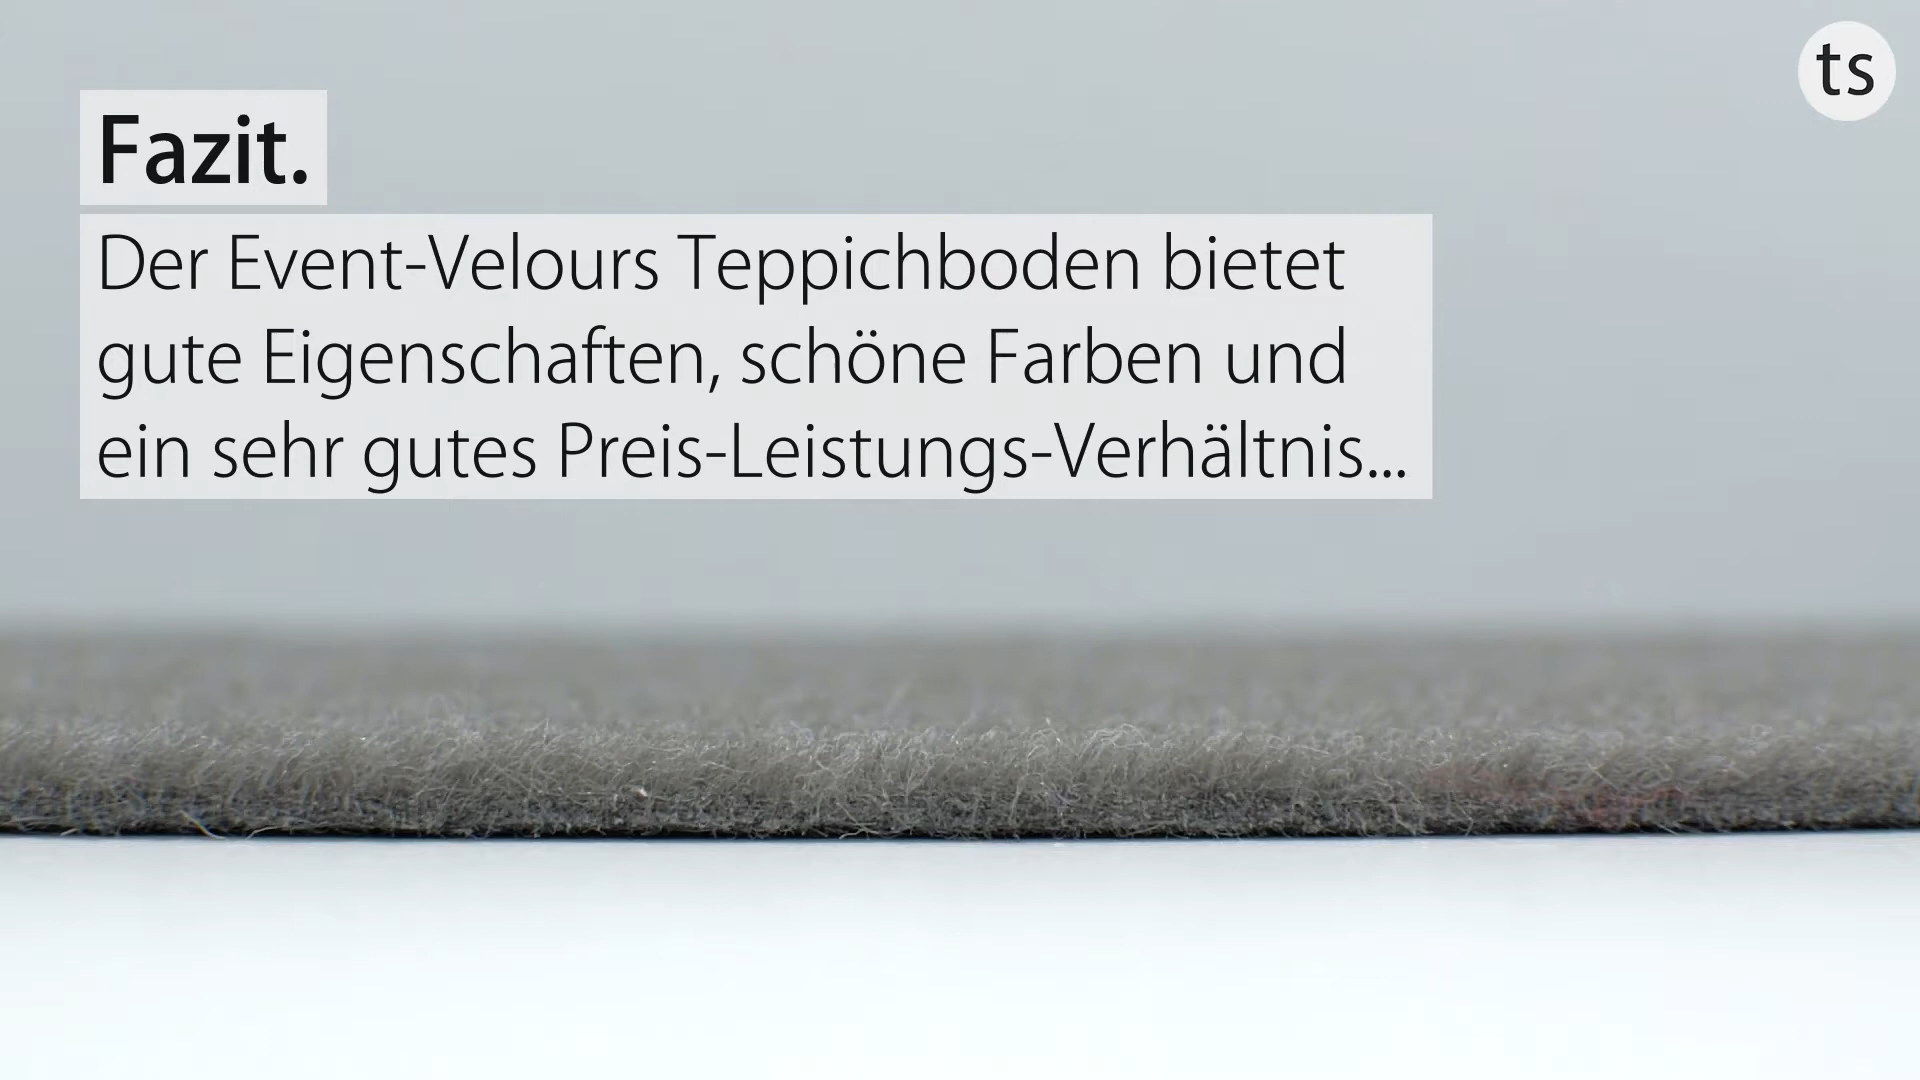 ts
Fazit.
Der Event-Velours Teppichboden bietet
gute Eigenschaften, schöne Farben und
ein sehr gutes Preis-Leistungs-Verhältnis...